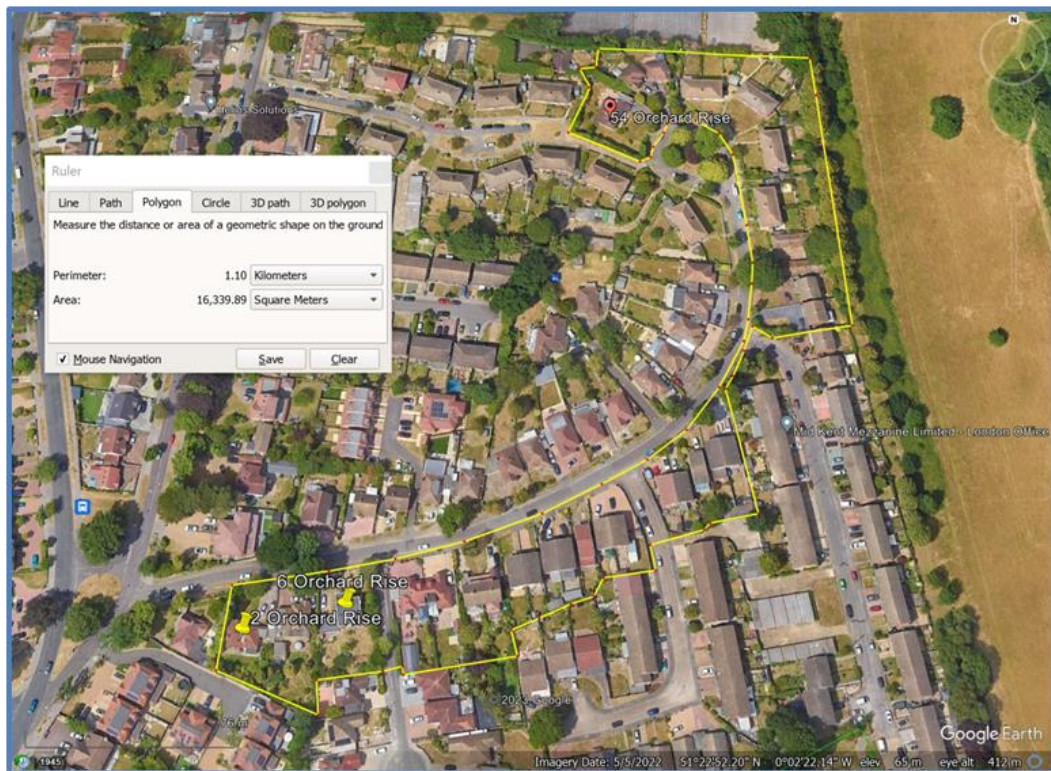 N
54 Orchard Rise
Ruler
Line Path Polygon Circle 3D path 3D polygon
Measure the distance or area of a geometric shape on the ground
Perimeter: 1.10 Kilometers
Area: 16,339.89 Square Meters
Mouse Navigation Save Clear
Mid Kent Mezzanine Limited - London Office
6 Orchard Rise
2 Orchard Rise
© 2023 Google
Google Earth
1945 Imagery Date: 5/5/2022 51°22'52.20" N 0°02'22.14" W elev 65 m eye alt 412 m